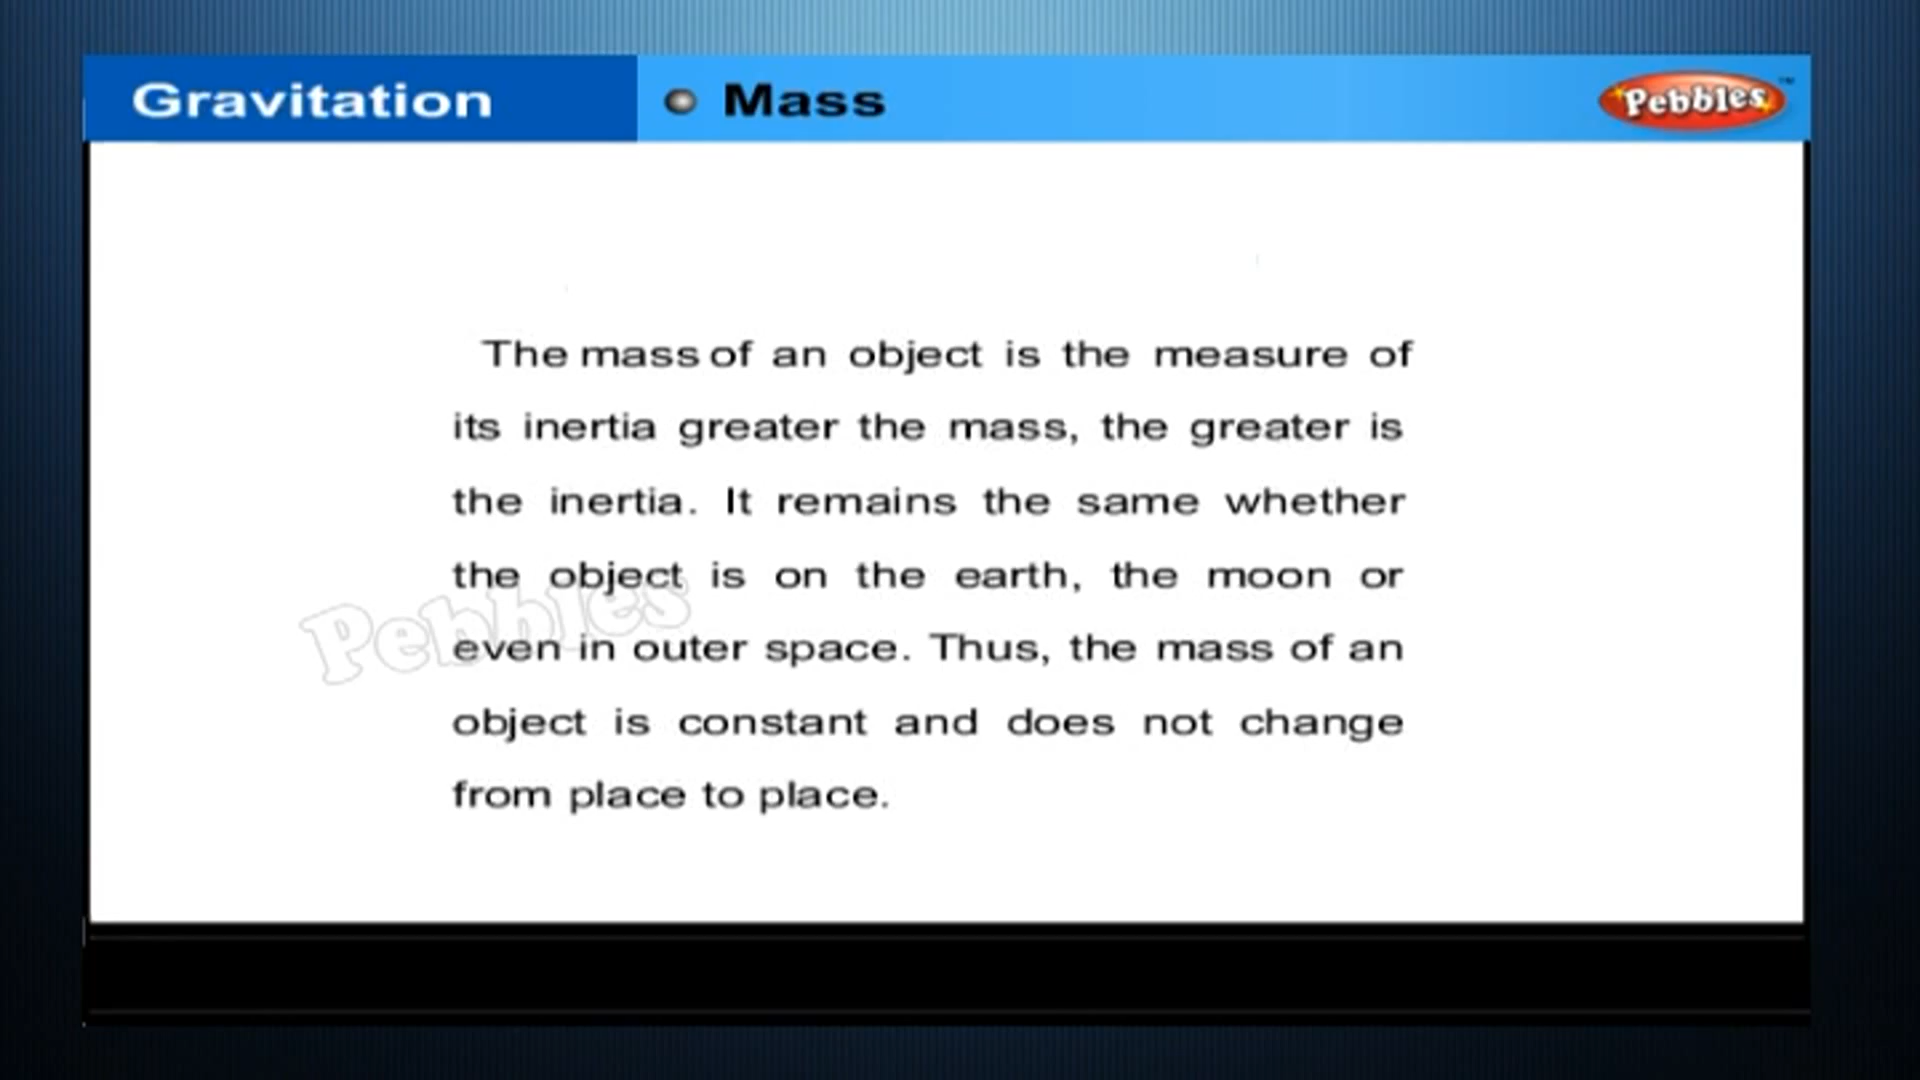 Gravitation
Mass
Pebbles™
The mass of an object is the measure of
its inertia greater the mass, the greater is
the inertia. It remains the same whether
the object is on the earth, the moon or
even in outer space. Thus, the mass of an
object is constant and does not change
from place to place.
Pebbles